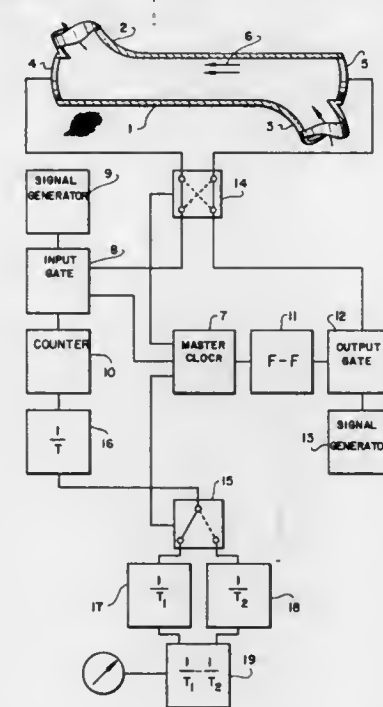 2
6
4
5
1
3
9
SIGNAL
GENERATOR
14
8
INPUT
GATE
7
11
12
COUNTER
10
MASTER
CLOCR
F-F
OUTPUT
GATE
1/T
16
13
SIGNAL
GENERATOR
15
17
1/T1
1/T2
18
1/T1 - 1/T2
19